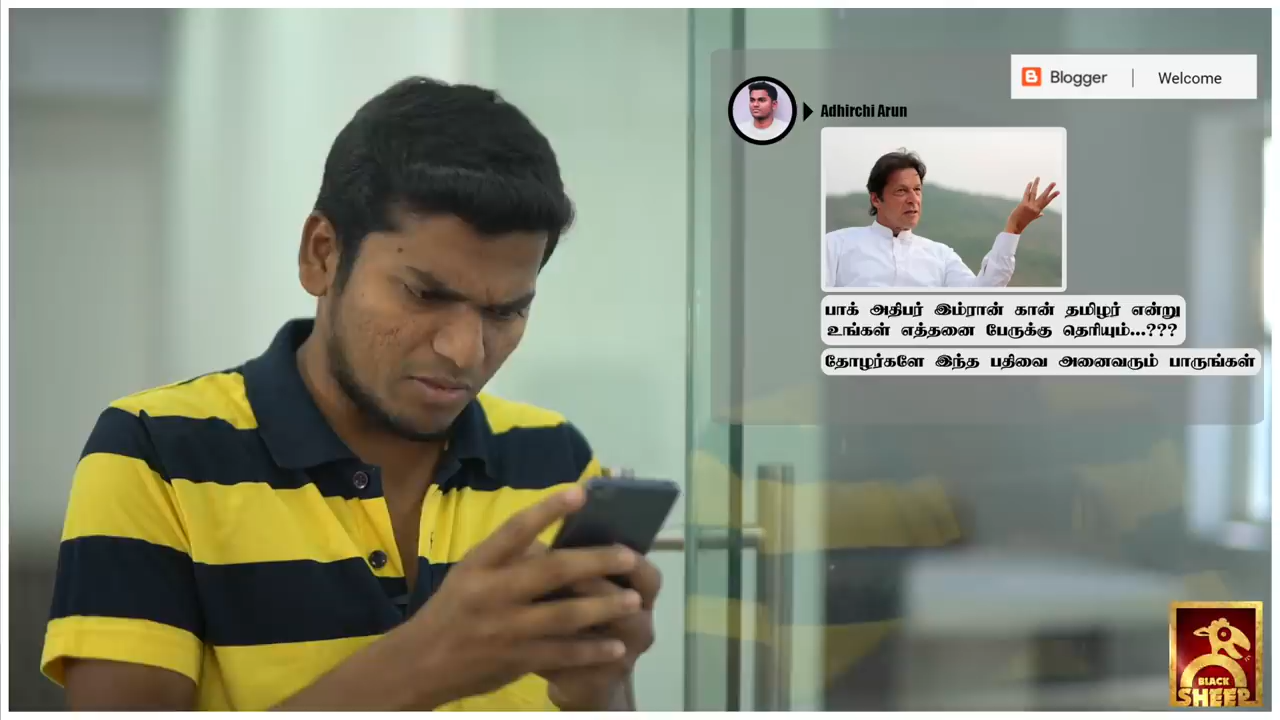 Blogger | Welcome
Adhirchi Arun
பாக் அதிபர் இம்ரான் கான் தமிழர் என்று
உங்கள் எத்தனை பேருக்கு தெரியும்...???
தோழர்களே இந்த பதிவை அனைவரும் பாருங்கள்
BLACK
SHEEP